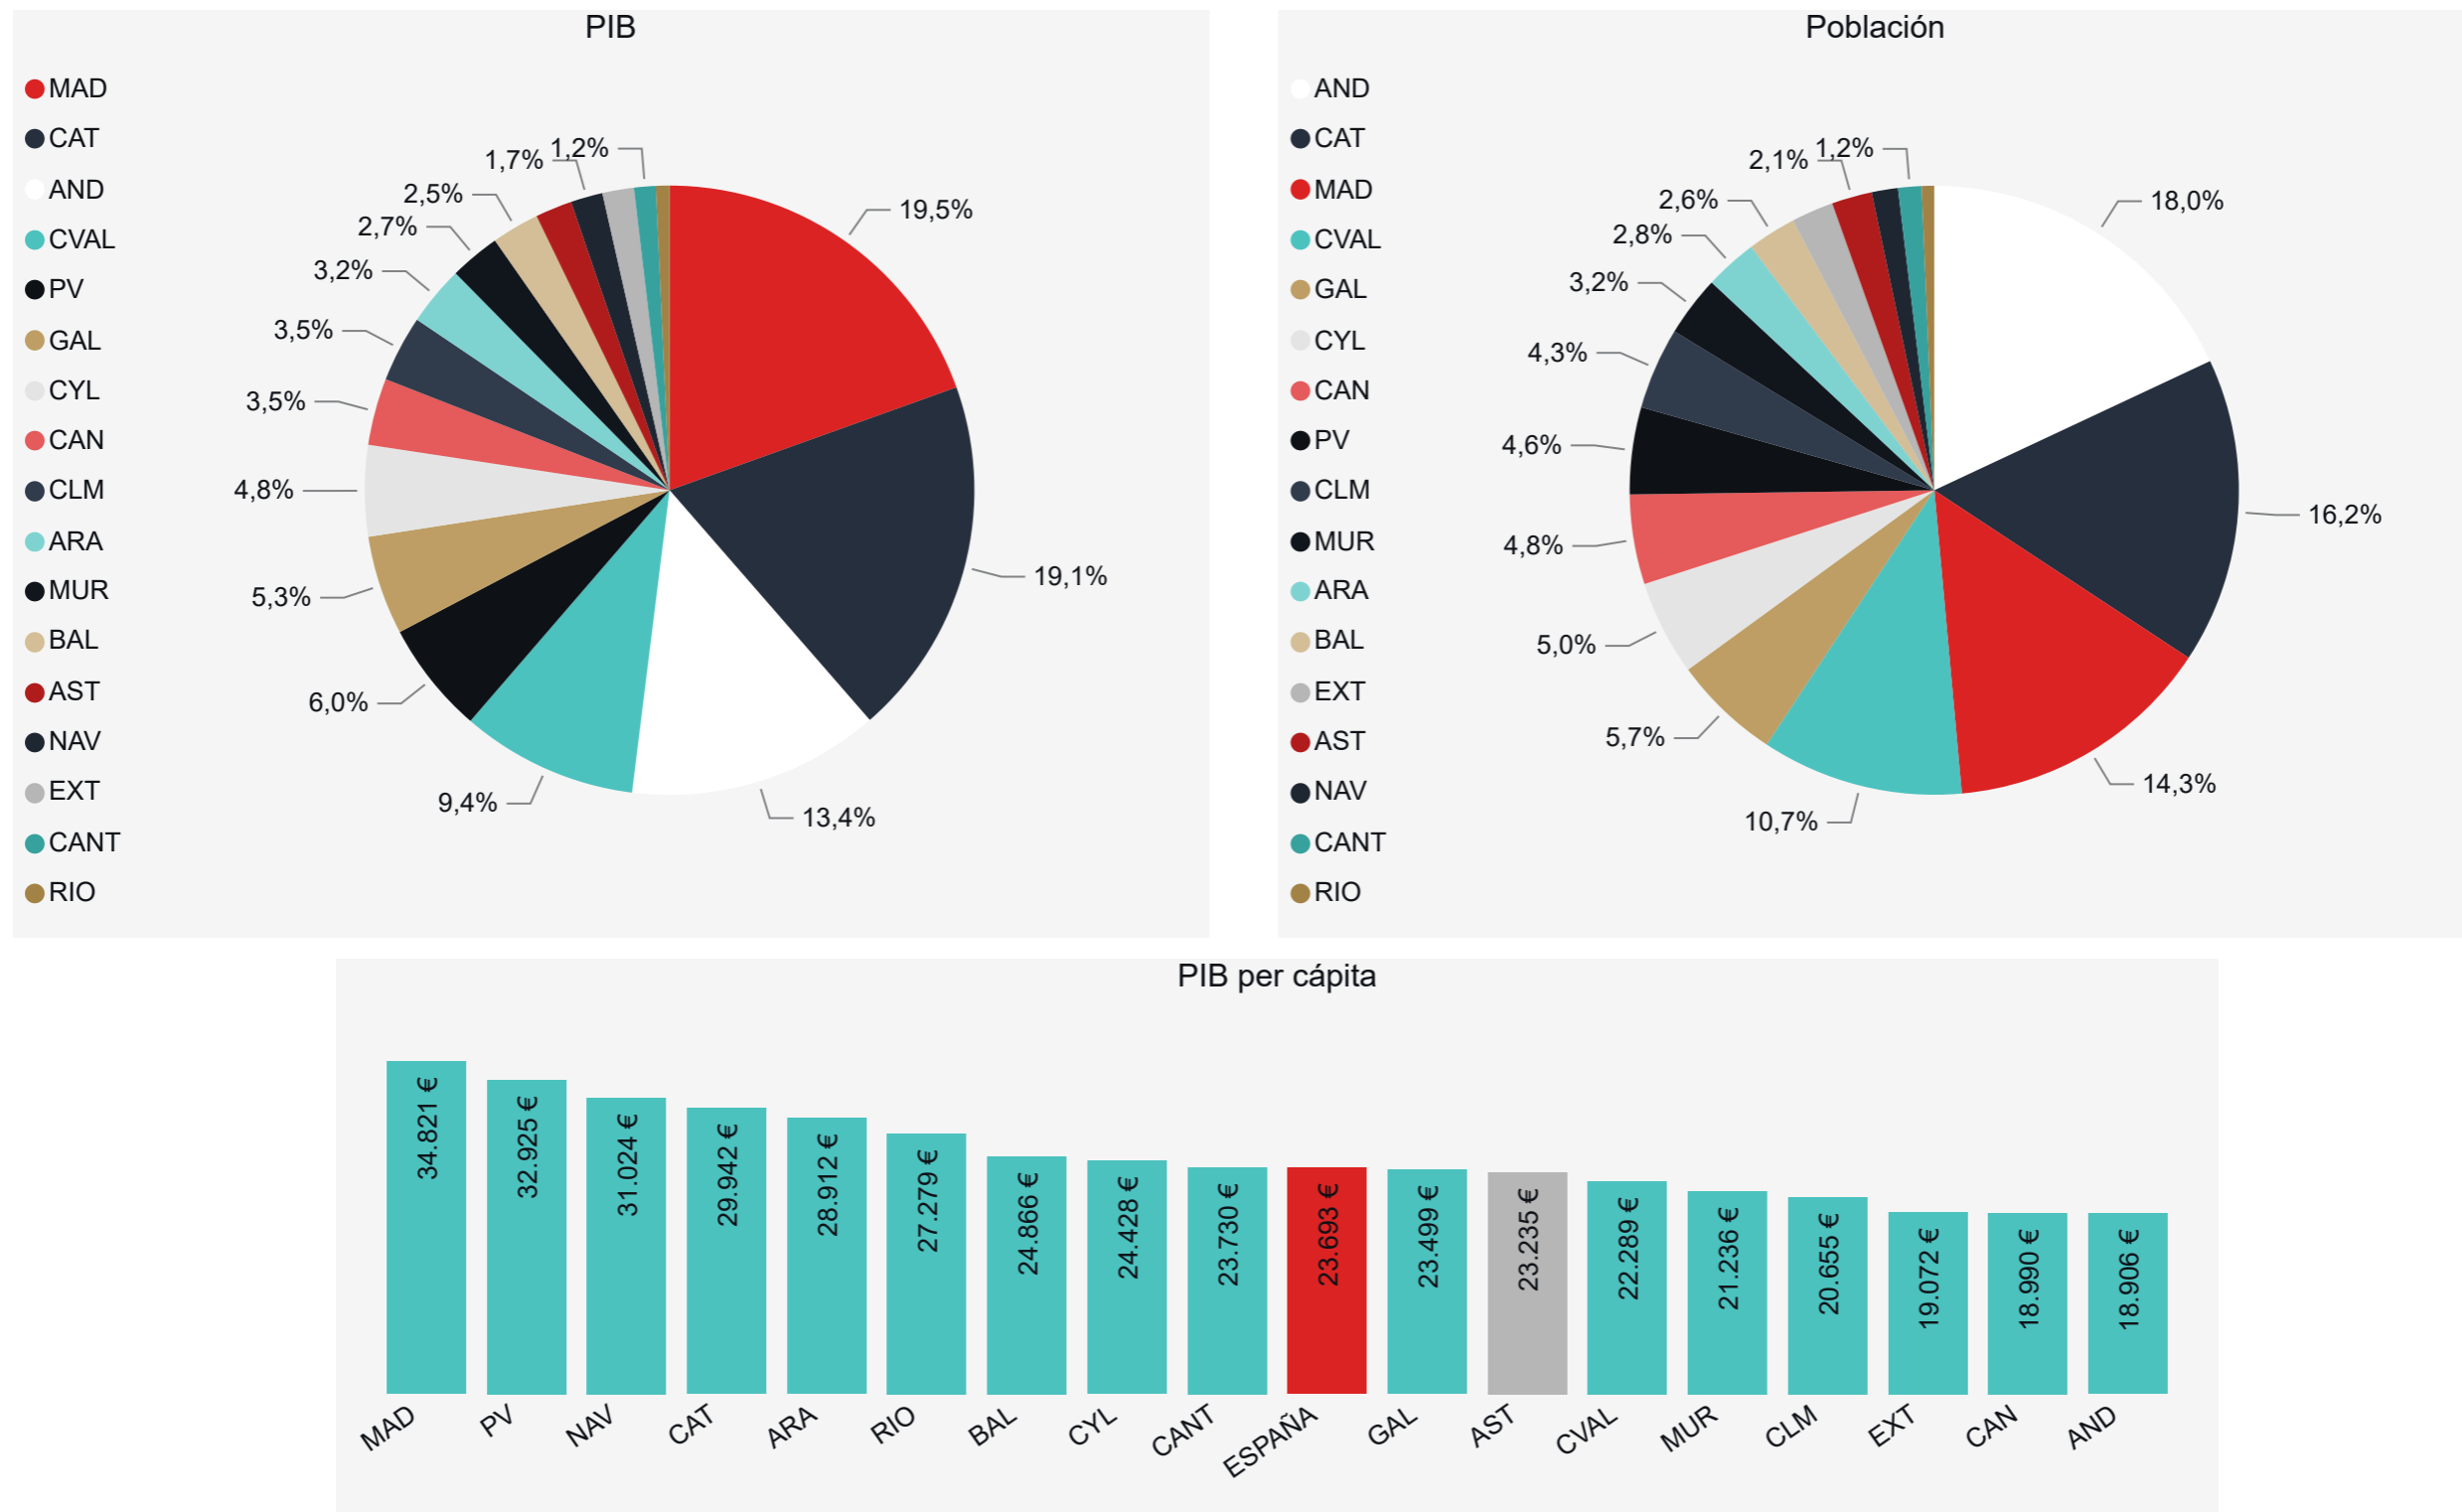 PIB
MAD
CAT
AND
CVAL
PV
GAL
CYL
CAN
CLM
ARA
MUR
BAL
AST
NAV
EXT
CANT
RIO
19,5%
19,1%
13,4%
9,4%
6,0%
5,3%
4,8%
3,5%
3,5%
3,2%
2,7%
2,5%
1,7%
1,2%
Población
AND
CAT
MAD
CVAL
GAL
CYL
CAN
PV
CLM
MUR
ARA
BAL
EXT
AST
NAV
CANT
RIO
18,0%
16,2%
14,3%
10,7%
5,7%
5,0%
4,8%
4,6%
4,3%
3,2%
2,8%
2,6%
2,1%
1,2%
PIB per cápita
34.821 €
32.925 €
31.024 €
29.942 €
28.912 €
27.279 €
24.866 €
24.428 €
23.730 €
23.693 €
23.499 €
23.235 €
22.289 €
21.236 €
20.655 €
19.072 €
18.990 €
18.906 €
MAD
PV
NAV
CAT
ARA
RIO
BAL
CYL
CANT
ESPAÑA
GAL
AST
CVAL
MUR
CLM
EXT
CAN
AND